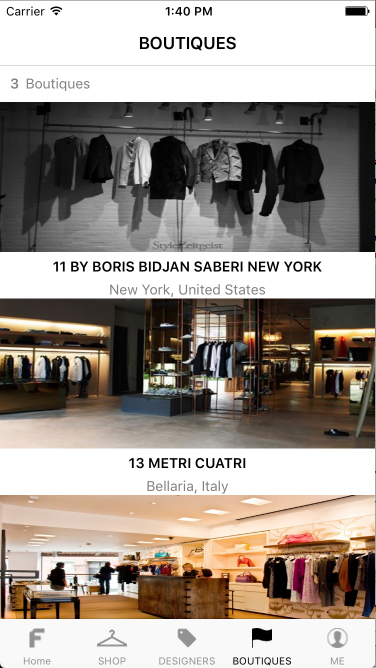 Carrier 1:40 PM
BOUTIQUES
3 Boutiques
StyleZeitgeist
11 BY BORIS BIDJAN SABERI NEW YORK
New York, United States
13 METRI CUATRI
Bellaria, Italy
F
Home SHOP DESIGNERS BOUTIQUES ME